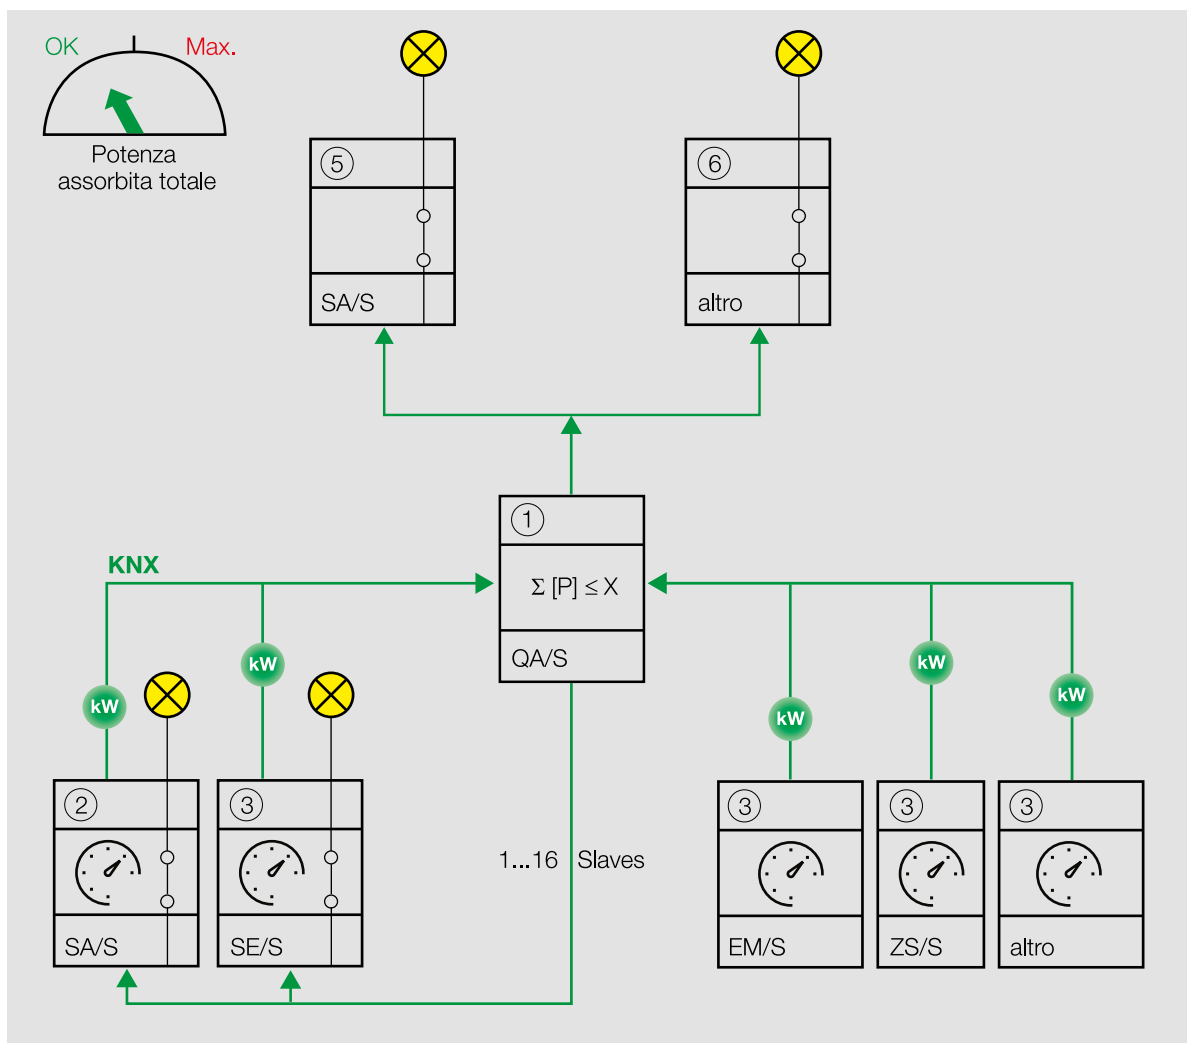 OK
Max.
Potenza
assorbita totale
5
SA/S
6
altro
1
Σ [P] ≤ X
QA/S
KNX
kW
kW
kW
kW
kW
2
SA/S
3
SE/S
1...16 Slaves
3
EM/S
3
ZS/S
3
altro